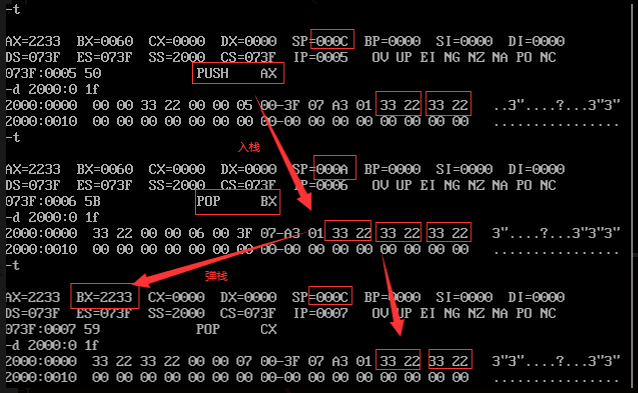 -t
AX=2233 BX=0060 CX=0000 DX=0000 SP=000C BP=0000 SI=0000 DI=0000
DS=073F ES=073F SS=2000 CS=073F IP=0005 OV UP EI NG NZ NA PO NC
073F:0005 50 PUSH AX
-d 2000:0 1f
2000:0000 00 00 33 22 00 00 05 00-3F 07 A3 01 33 22 33 22 ..3"....?...3"3"
2000:0010 00 00 00 00 00 00 00 00-00 00 00 00 00 00 00 00 ................
-t
入栈
AX=2233 BX=0060 CX=0000 DX=0000 SP=000A BP=0000 SI=0000 DI=0000
DS=073F ES=073F SS=2000 CS=073F IP=0006 OV UP EI NG NZ NA PO NC
073F:0006 5B POP BX
-d 2000:0 1f
2000:0000 33 22 00 00 06 00 3F 07-A3 01 33 22 33 22 33 22 3"....?...3"3"3"
2000:0010 00 00 00 00 00 00 00 00-00 00 00 00 00 00 00 00 ................
-t
弹栈
AX=2233 BX=2233 CX=0000 DX=0000 SP=000C BP=0000 SI=0000 DI=0000
DS=073F ES=073F SS=2000 CS=073F IP=0007 OV UP EI NG NZ NA PO NC
073F:0007 59 POP CX
-d 2000:0 1f
2000:0000 33 22 33 22 00 00 07 00-3F 07 A3 01 33 22 33 22 3"3"....?...3"3"
2000:0010 00 00 00 00 00 00 00 00-00 00 00 00 00 00 00 00 ................
-t